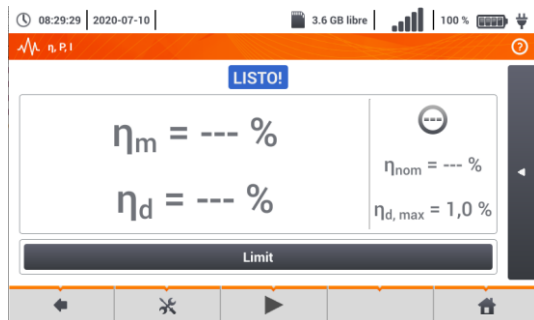 08:29:29 2020-07-10 3.6 GB libre 100 %
η, P, I
LISTO!
ηm = --- %
---
ηnom = --- %
ηd = --- %
ηd, max = 1,0 %
Limit